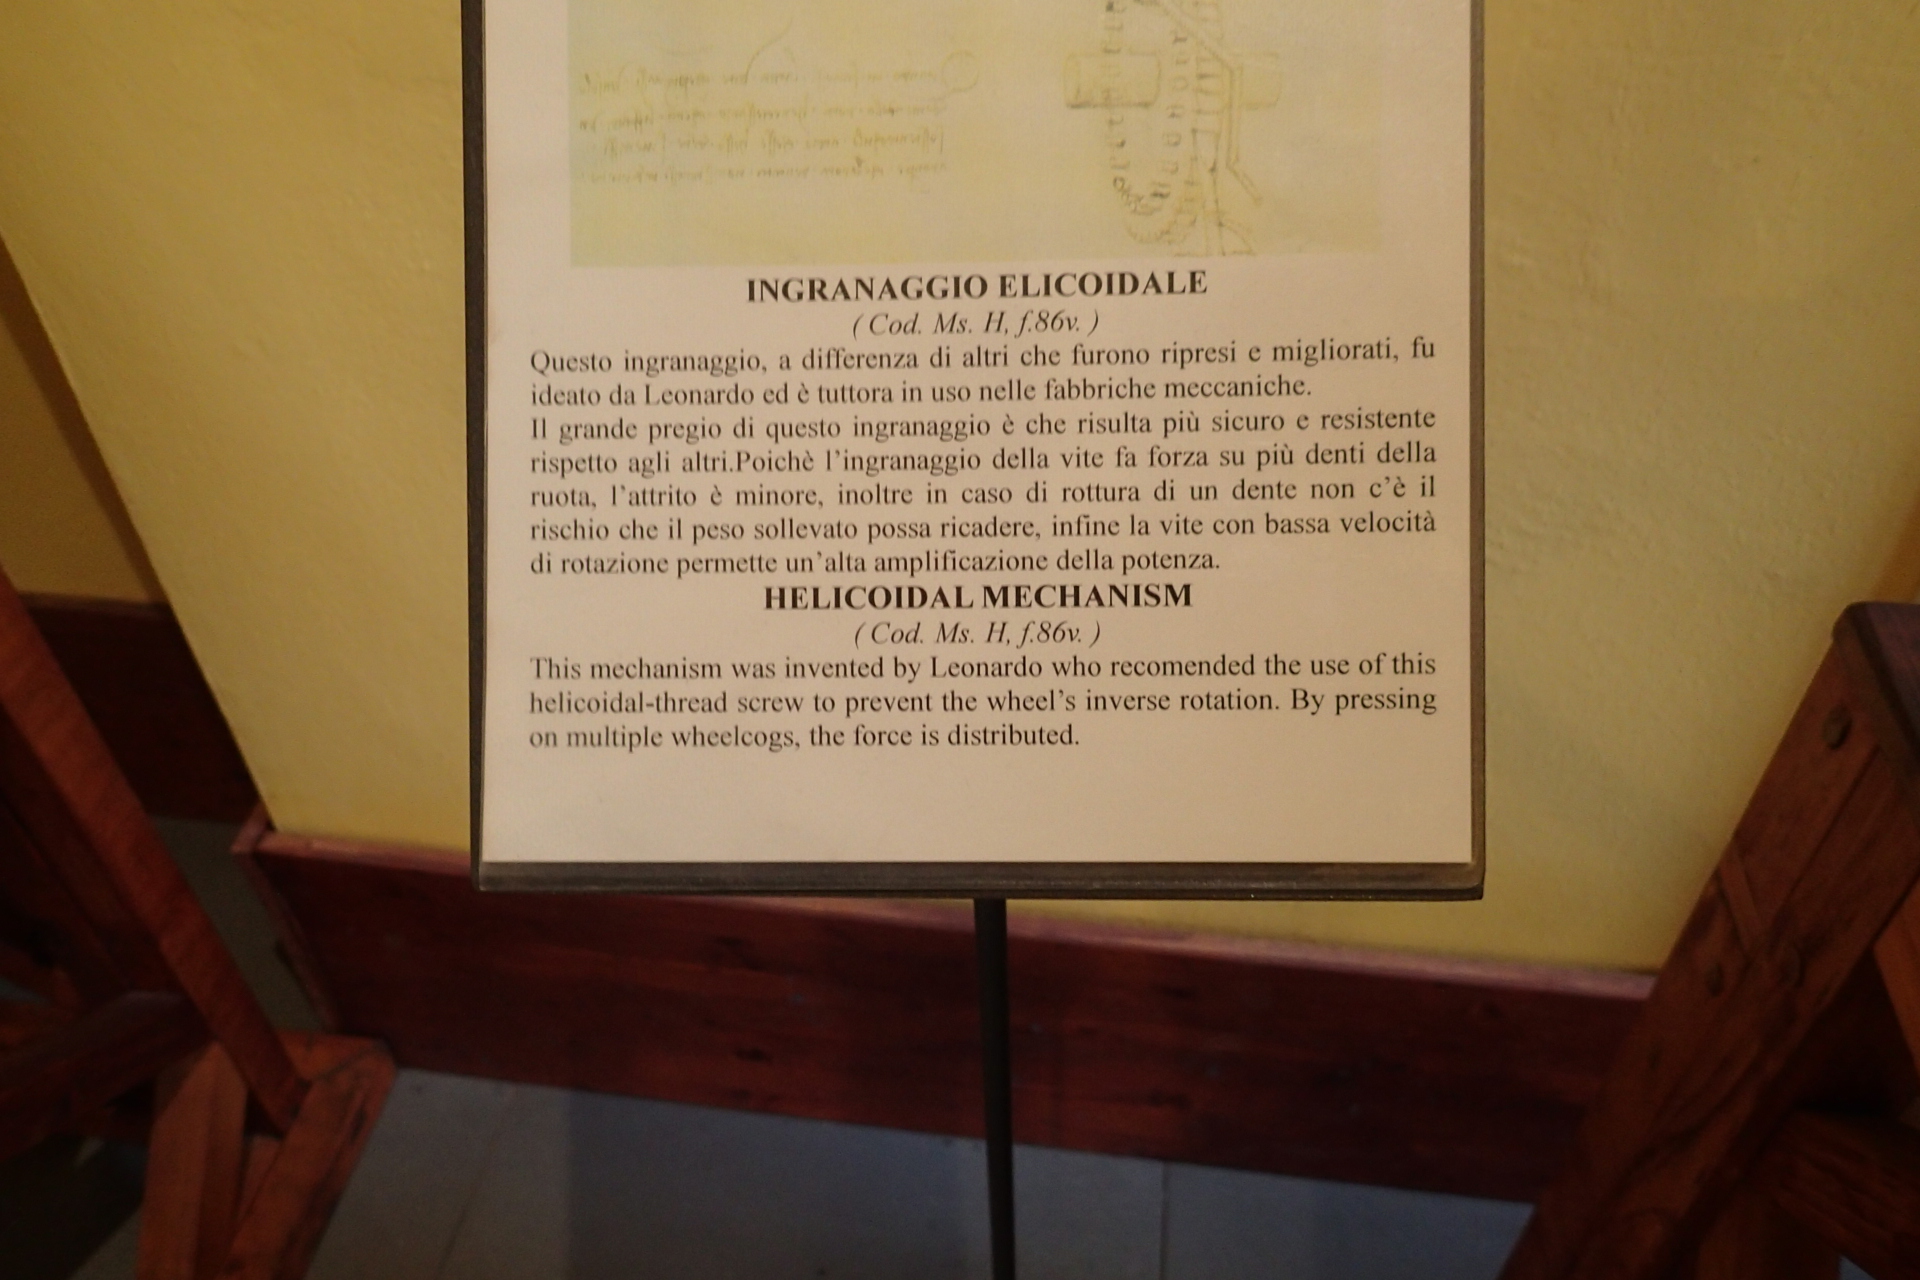 INGRANAGGIO ELICOIDALE
( Cod. Ms. H, f.86v. )
Questo ingranaggio, a differenza di altri che furono ripresi e migliorati, fu
ideato da Leonardo ed è tuttora in uso nelle fabbriche meccaniche.
Il grande pregio di questo ingranaggio è che risulta più sicuro e resistente
rispetto agli altri.Poichè l'ingranaggio della vite fa forza su più denti della
ruota, l'attrito è minore, inoltre in caso di rottura di un dente non c'è il
rischio che il peso sollevato possa ricadere, infine la vite con bassa velocità
di rotazione permette un'alta amplificazione della potenza.
HELICOIDAL MECHANISM
( Cod. Ms. H, f.86v. )
This mechanism was invented by Leonardo who recomended the use of this
helicoidal-thread screw to prevent the wheel's inverse rotation. By pressing
on multiple wheelcogs, the force is distributed.